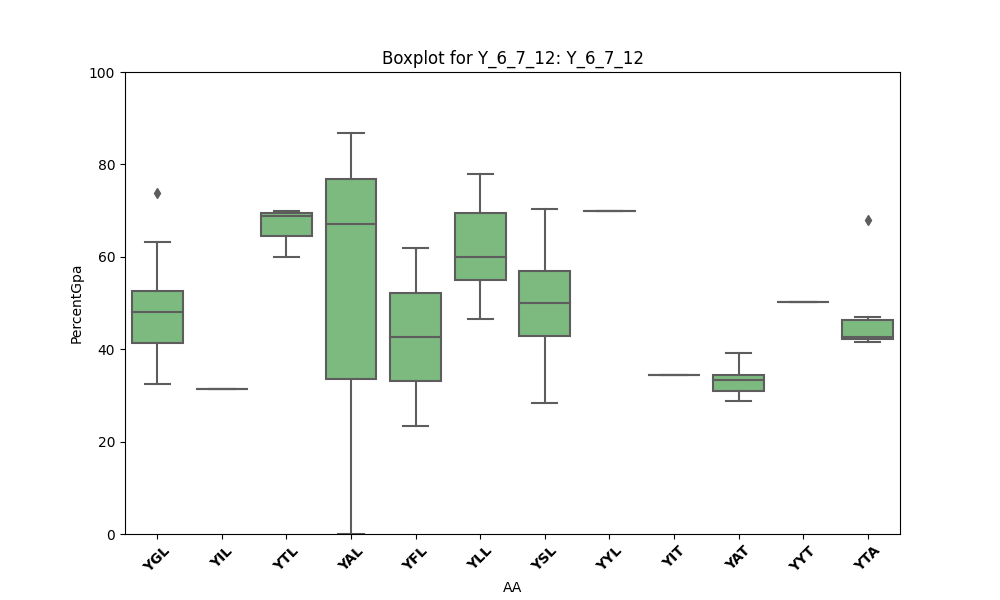 Boxplot for Y_6_7_12: Y_6_7_12
100
80
60
40
20
0
PercentGpa
YGL
YIL
YTL
YAL
YFL
YLL
YSL
YYL
YIT
YAT
YYT
YTA
AA